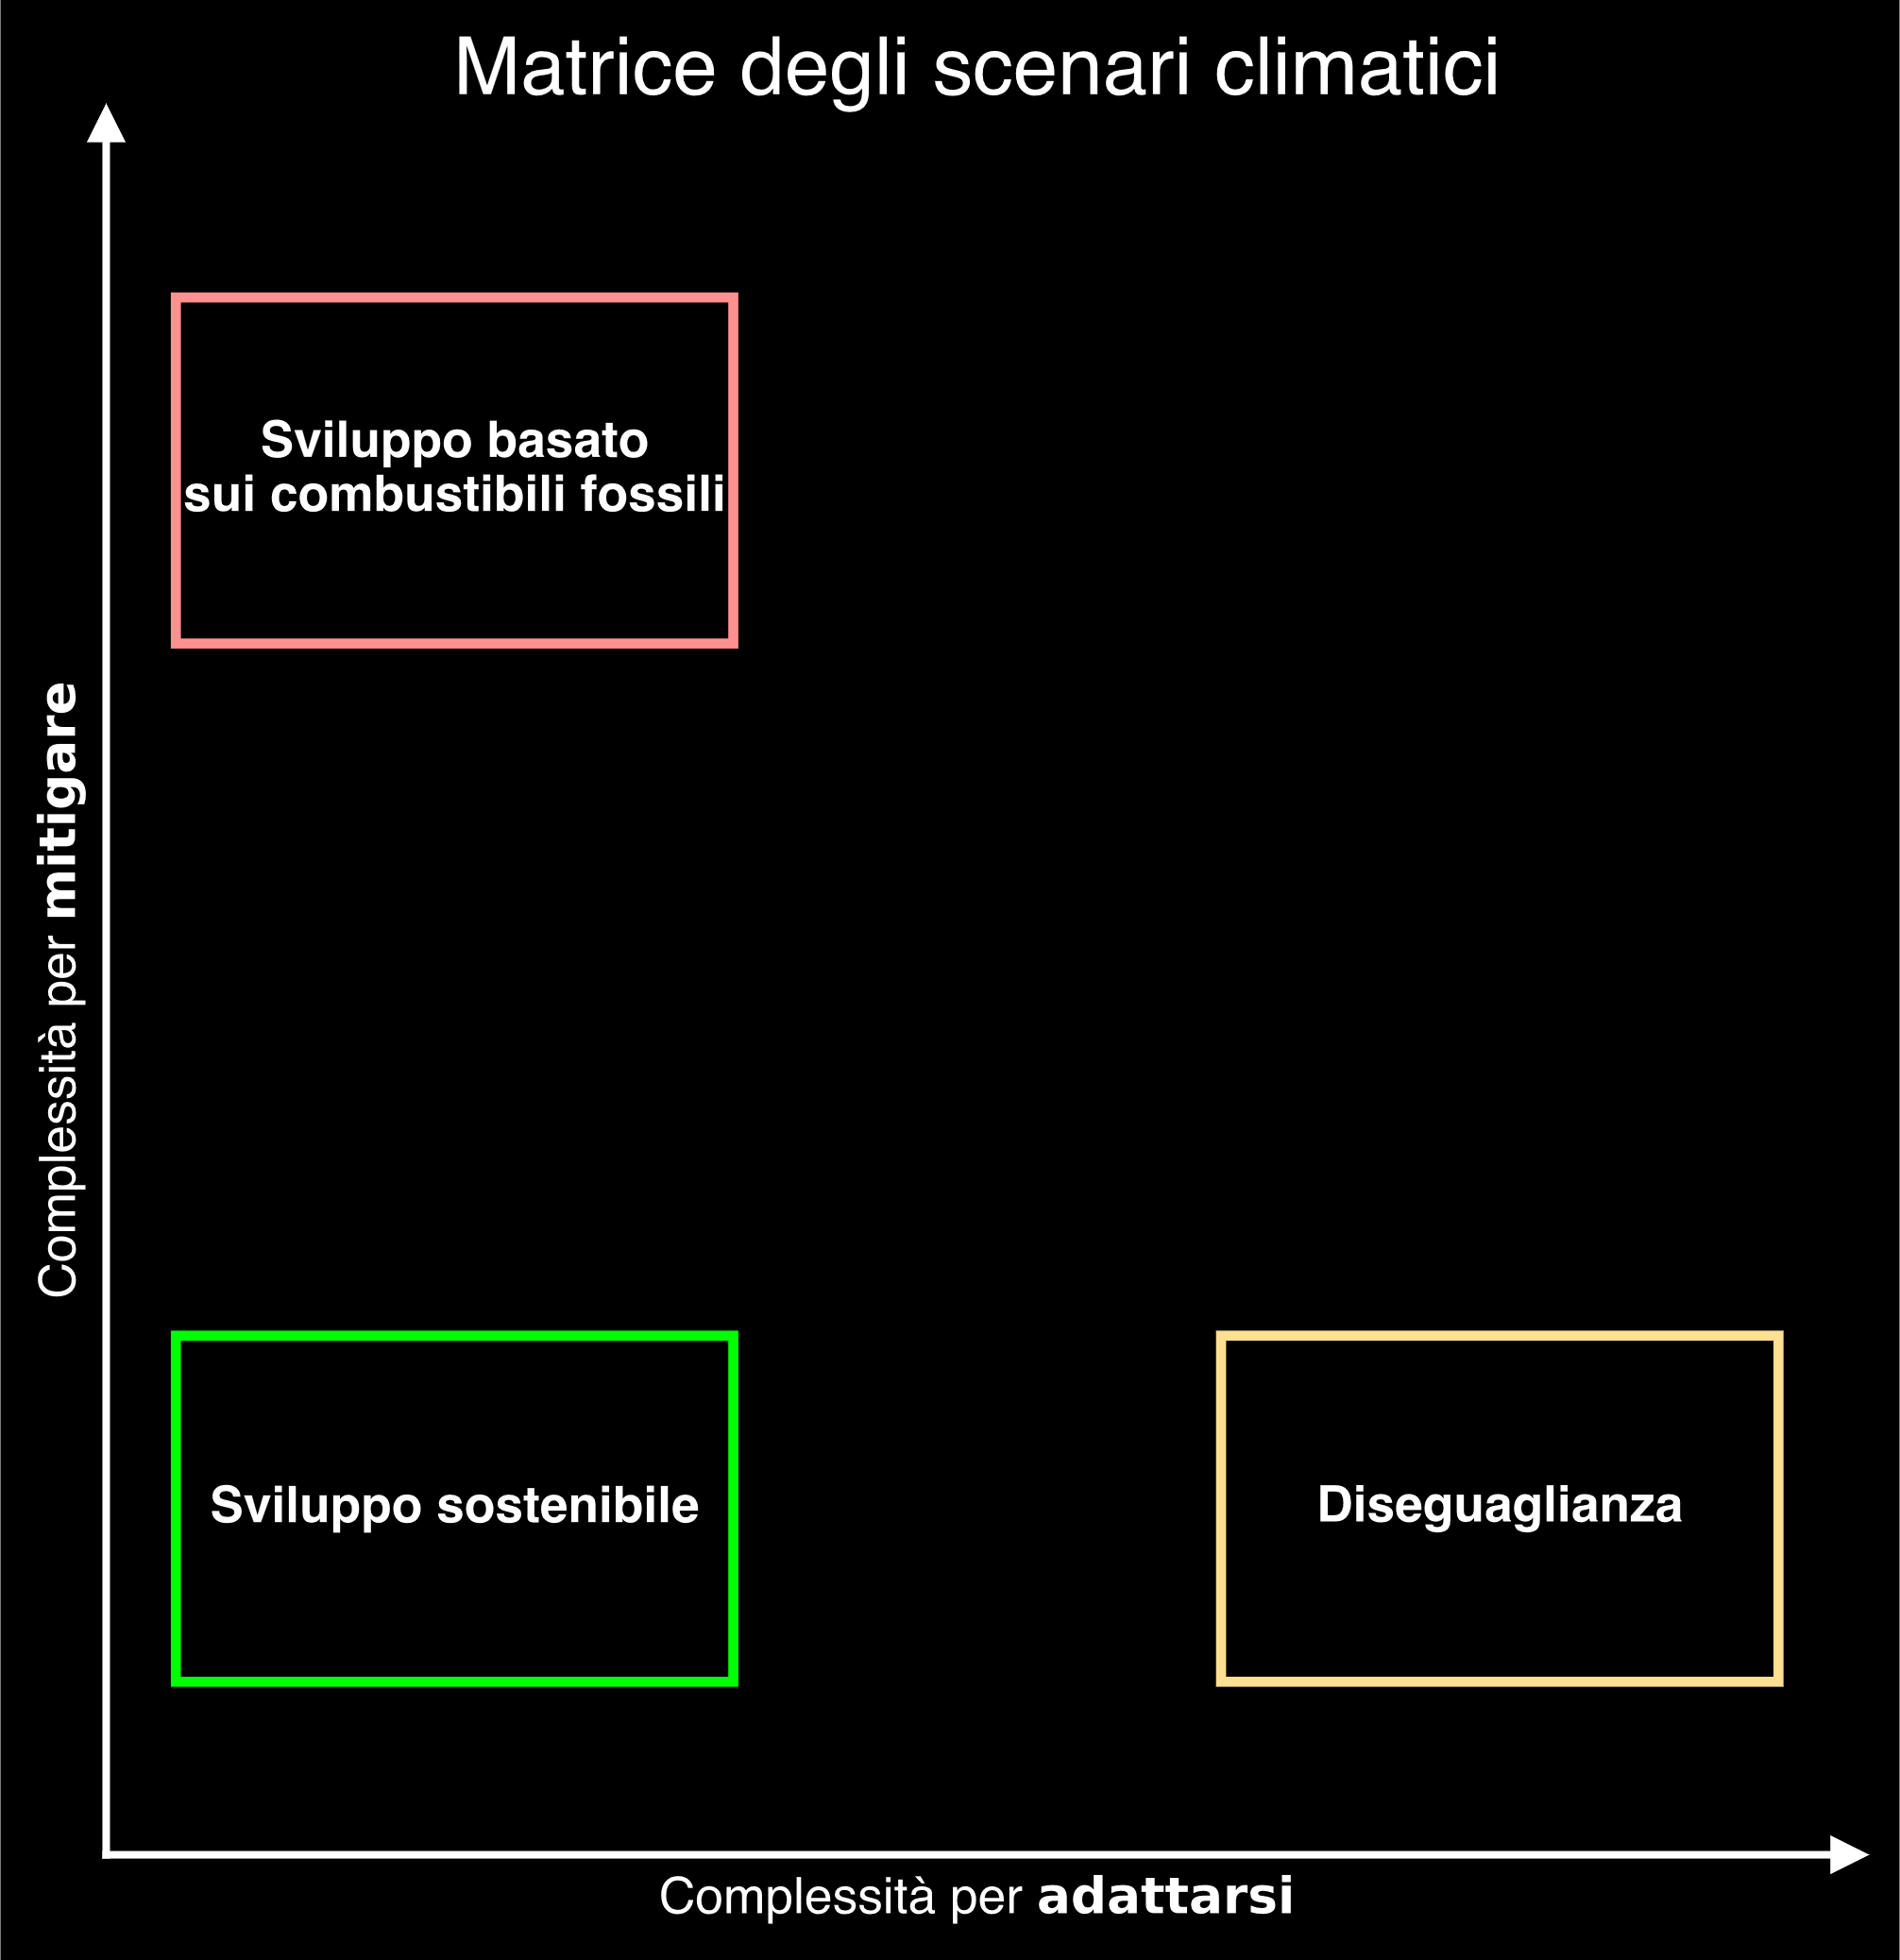 Matrice degli scenari climatici
Sviluppo basato
sui combustibili fossili
Complessità per mitigare
Sviluppo sostenibile
Diseguaglianza
Complessità per adattarsi